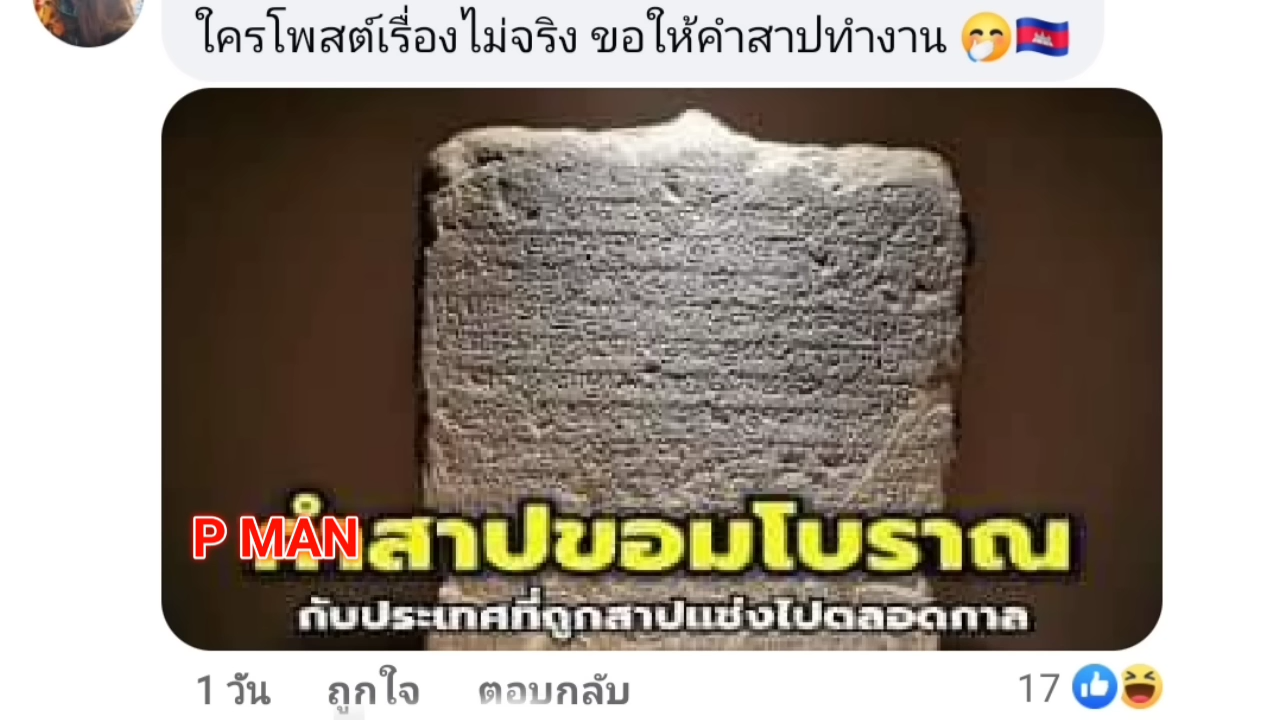 ใครโพสต์เรื่องไม่จริง ขอให้คำสาปทำงาน 🤭🇰🇭
P MAN
คำสาปขอมโบราณ
กับประเทศที่ถูกสาปแช่งไปตลอดกาล
1 วัน ถูกใจ ตอบกลับ 17